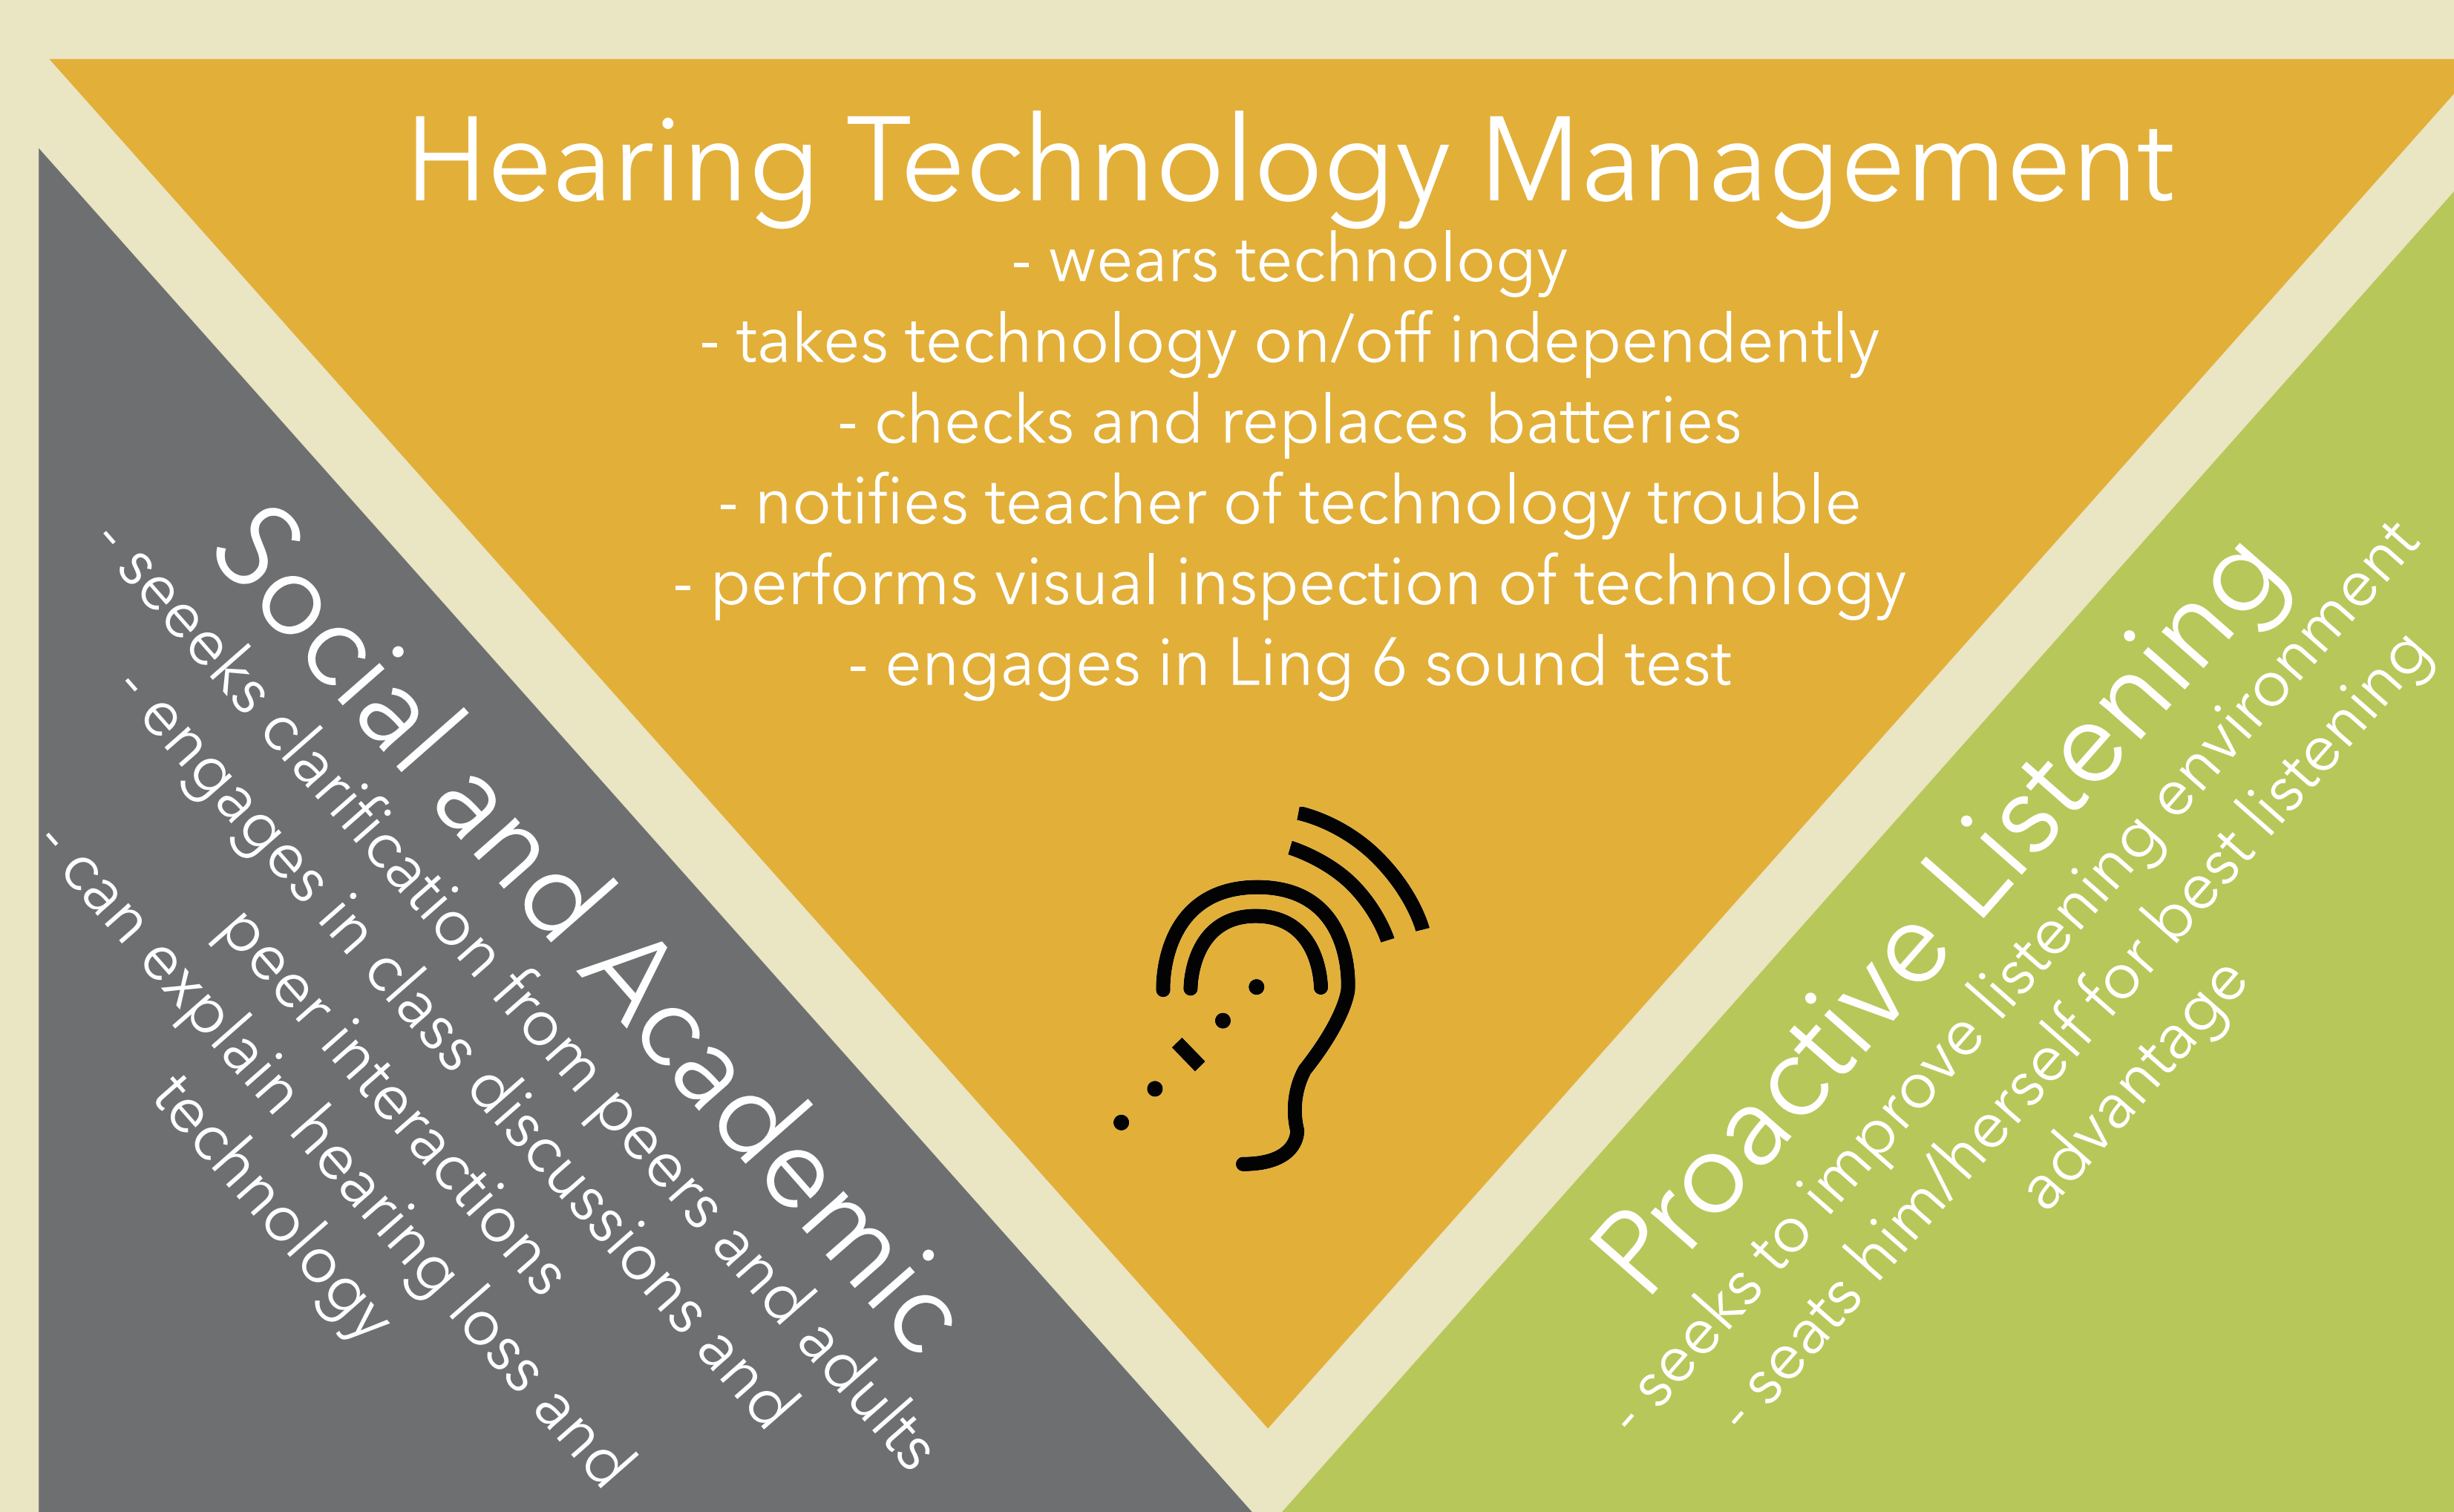 Hearing Technology Management
- wears technology
- takes technology on/off independently
- checks and replaces batteries
- notifies teacher of technology trouble
- performs visual inspection of technology
- engages in Ling 6 sound test
Social and Academic
- seeks clarification from peers and adults
- engages in class discussions and
peer interactions
- can explain hearing loss and
technology
Proactive Listening
- seeks to improve listening environment
- seats him/herself for best listening
advantage